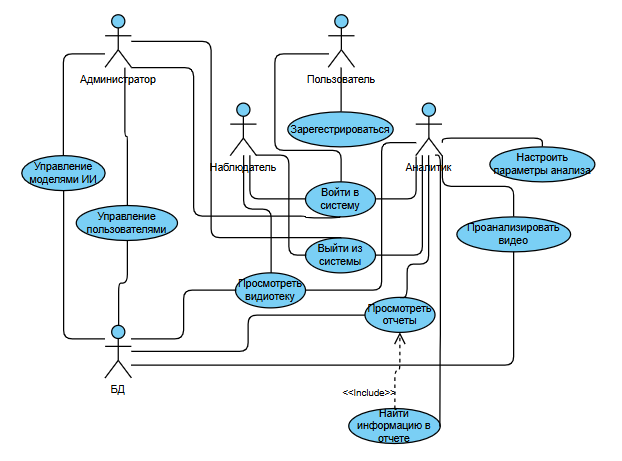 Администратор
Пользователь
Зарегестрироваться
Наблюдатель
Аналитик
Настроить
параметры анализа
Управление
моделями ИИ
Войти в
систему
Управление
пользователями
Проанализировать
видео
Выйти из
системы
Просмотреть
видиотеку
Просмотреть
отчеты
БД
<<Include>>
Найти
информацию в
отчете